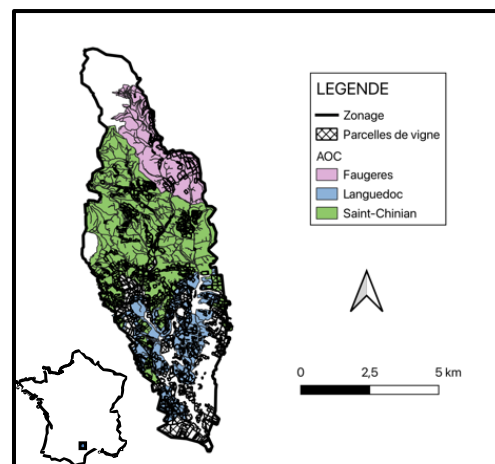 LEGENDE
Zonage
Parcelles de vigne
AOC
Faugeres
Languedoc
Saint-Chinian
0 2,5 5 km